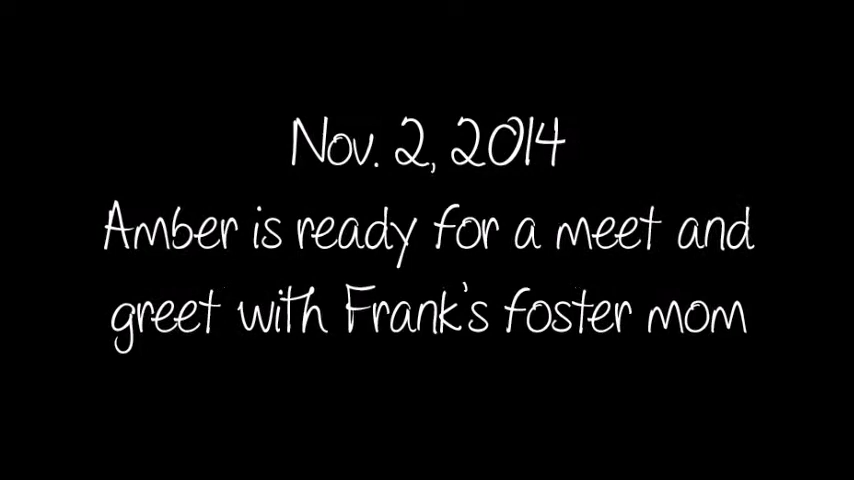 Nov. 2, 2014
Amber is ready for a meet and
greet with Frank's foster mom